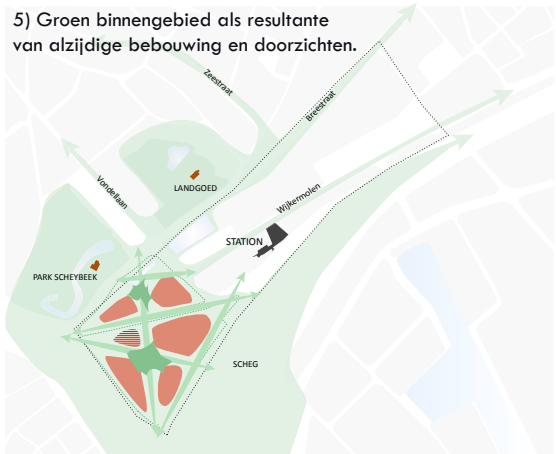 5) Groen binnengebied als resultante
van alzijdige bebouwing en doorzichten.
Zeestraat
Breestraat
Vondellaan
LANDGOED
Wijkermolen
STATION
PARK SCHEYBEEK
SCHEG